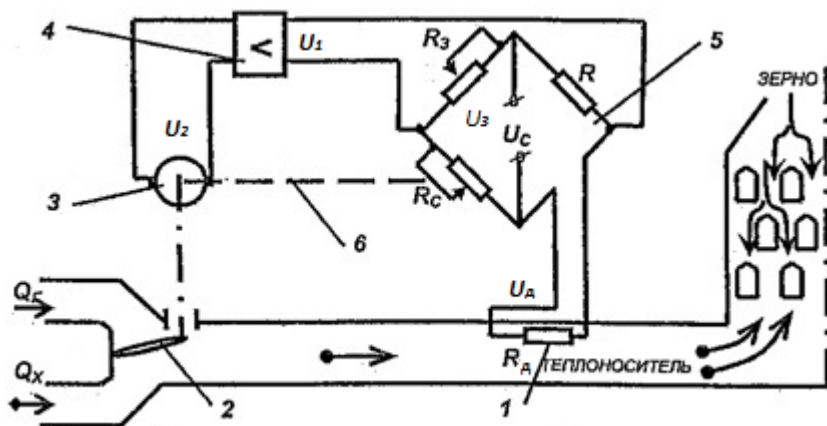 4
U₁
R₃
R
5
ЗЕРНО
U₂
U₃
U_C
3
R_C
6
Q_Г
U_Д
Q_X
R_Д
ТЕПЛОНОСИТЕЛЬ
2
1